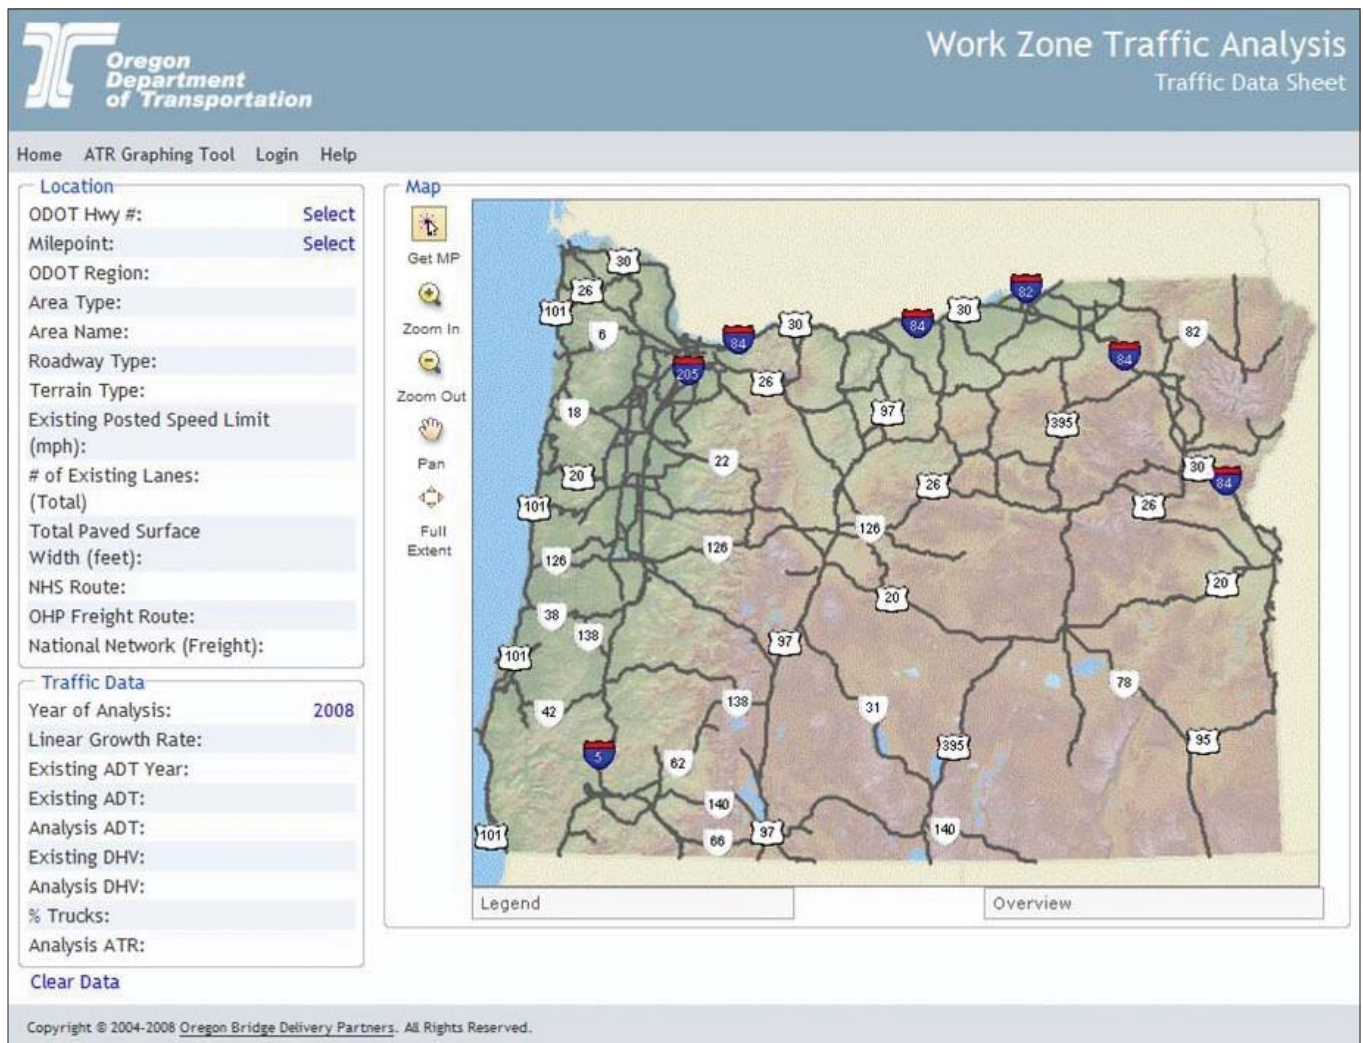 Oregon
Department
of Transportation
Work Zone Traffic Analysis
Traffic Data Sheet
Home ATR Graphing Tool Login Help
Location
ODOT Hwy #: Select
Milepoint: Select
ODOT Region:
Area Type:
Area Name:
Roadway Type:
Terrain Type:
Existing Posted Speed Limit
(mph):
# of Existing Lanes:
(Total)
Total Paved Surface
Width (feet):
NHS Route:
OHP Freight Route:
National Network (Freight):
Traffic Data
Year of Analysis: 2008
Linear Growth Rate:
Existing ADT Year:
Existing ADT:
Analysis ADT:
Existing DHV:
Analysis DHV:
% Trucks:
Analysis ATR:
Clear Data
Map
Get MP
Zoom In
Zoom Out
Pan
Full
Extent
30
26
101
6
84
30
84
30
82
82
205
26
84
18
97
395
20
22
26
30
84
101
126
26
126
126
20
20
38
138
97
101
42
138
31
78
5
62
395
95
140
101
66
97
140
Legend
Overview
Copyright © 2004-2008 Oregon Bridge Delivery Partners. All Rights Reserved.